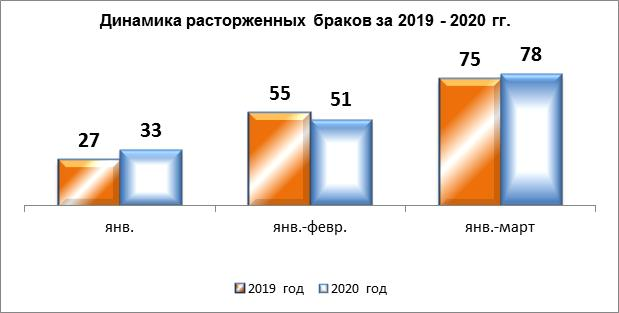 Динамика расторженных браков за 2019 - 2020 гг.
27 33 55 51 75 78
янв. янв.-февр. янв.-март
2019 год 2020 год